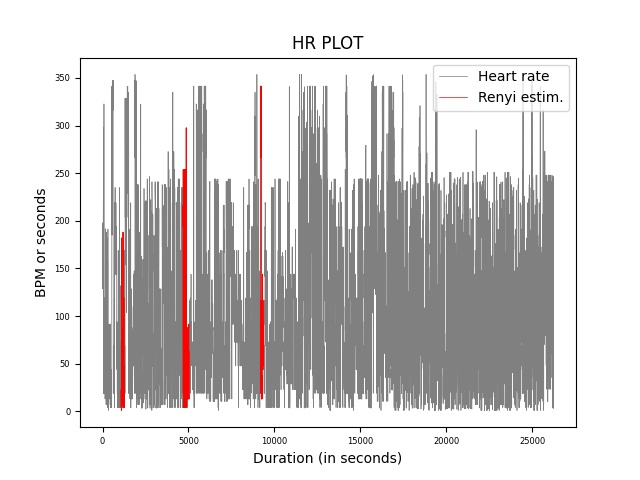 HR PLOT
Heart rate
Renyi estim.
BPM or seconds
350
300
250
200
150
100
50
0
0 5000 10000 15000 20000 25000
Duration (in seconds)